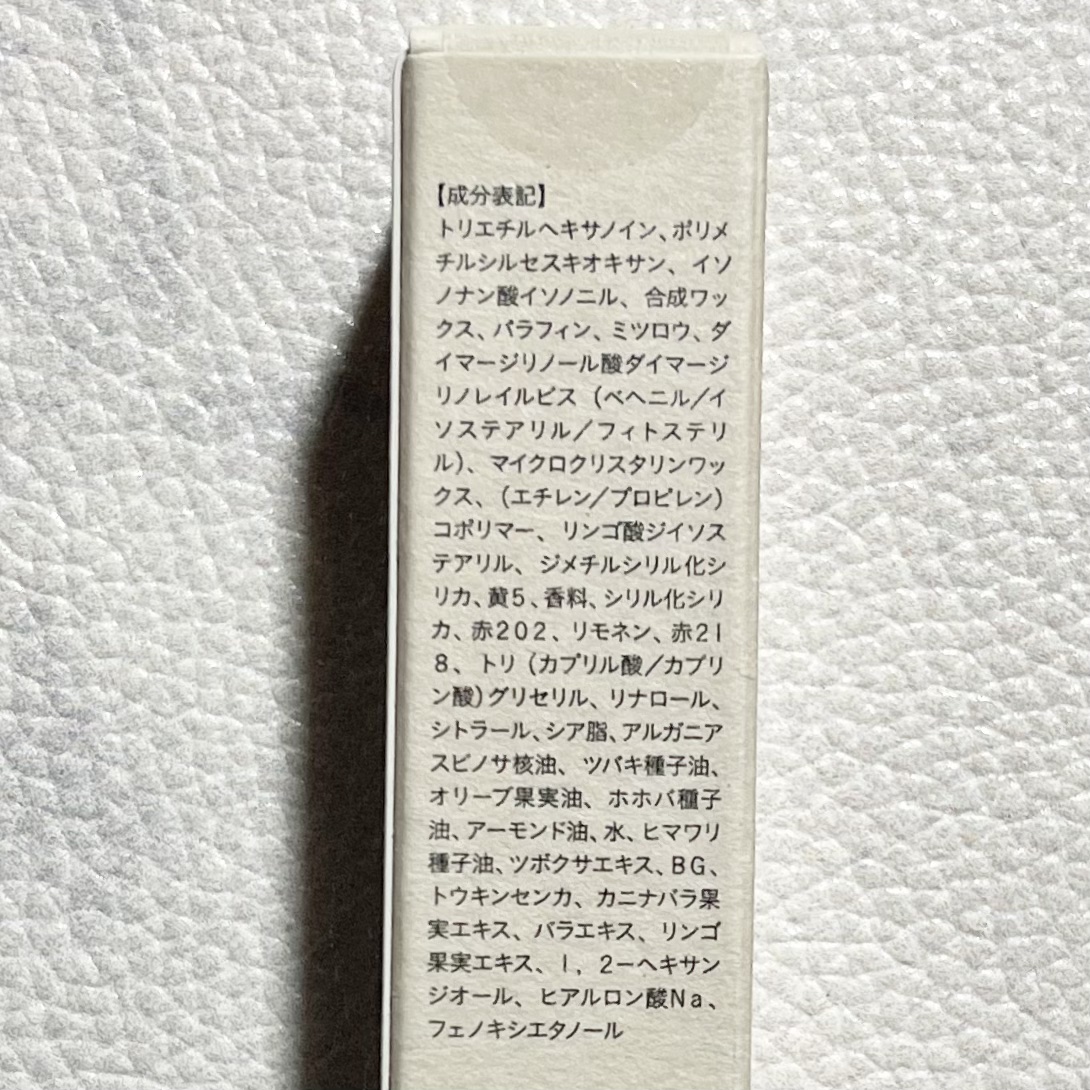 【成分表記】
トリエチルヘキサノイン、ポリメ
チルシルセスキオキサン、イソ
ノナン酸イソノニル、合成ワッ
クス、パラフィン、ミツロウ、ダ
イマージリノール酸ダイマージ
リノレイルビス（ベヘニル／イ
ソステアリル／フィトステリ
ル）、マイクロクリスタリンワッ
クス、（エチレン／プロピレン）
コポリマー、リンゴ酸ジイソス
テアリル、ジメチルシリル化シ
リカ、黄5、香料、シリル化シリ
カ、赤202、リモネン、赤21
8、トリ（カプリル酸／カプリ
ン酸）グリセリル、リナロール、
シトラール、シア脂、アルガニア
スピノサ核油、ツバキ種子油、
オリーブ果実油、ホホバ種子
油、アーモンド油、水、ヒマワリ
種子油、ツボクサエキス、BG、
トウキンセンカ、カニナバラ果
実エキス、バラエキス、リンゴ
果実エキス、1，2－ヘキサン
ジオール、ヒアルロン酸Na、
フェノキシエタノール